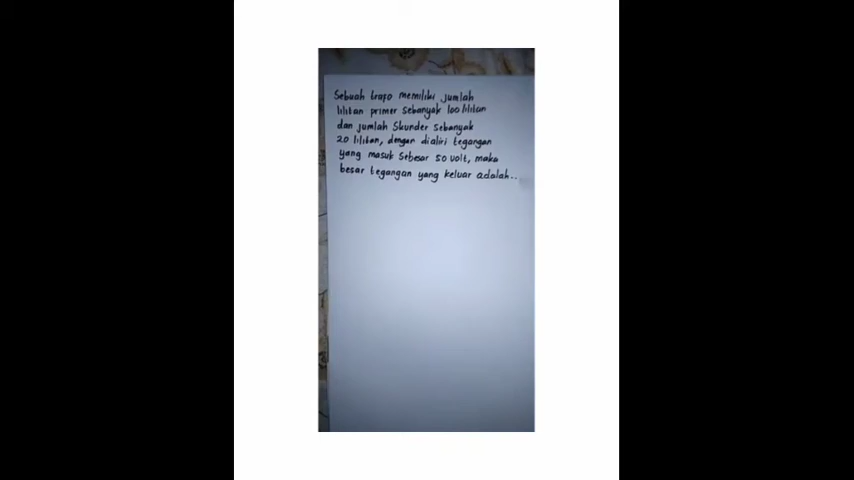 Sebuah trafo memiliki jumlah
lilitan primer sebanyak 100 lilitan
dan jumlah Skunder sebanyak
20 lilitan, dengan dialiri tegangan
yang masuk Sebesar 50 volt, maka
besar tegangan yang keluar adalah..